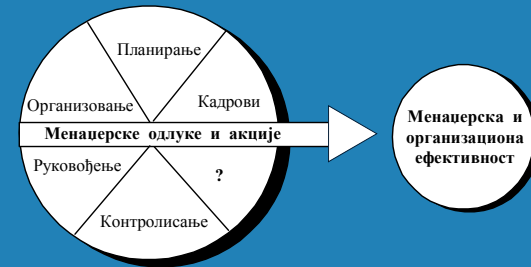 Планирање
Организовање
Кадрови
Менаџерске одлуке и акције
Руковођење
?
Контролисање
Менаџерска и
организациона
ефективност